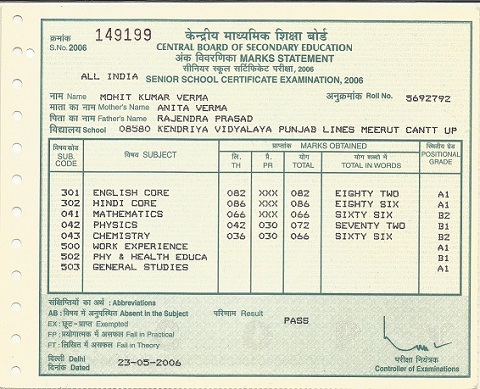 क्रमांक
S.No. 2006 149199
केन्द्रीय माध्यमिक शिक्षा बोर्ड
CENTRAL BOARD OF SECONDARY EDUCATION
अंक विवरणिका MARKS STATEMENT
सीनियर स्कूल सर्टिफिकेट परीक्षा, 2006
ALL INDIA SENIOR SCHOOL CERTIFICATE EXAMINATION, 2006
नाम Name MOHIT KUMAR VERMA अनुक्रमांक Roll No. 5692792
माता का नाम Mother's Name ANITA VERMA
पिता का नाम Father's Name RAJENDRA PRASAD
विद्यालय School 08580 KENDRIYA VIDYALAYA PUNJAB LINES MEERUT CANTT UP
विषय कोड SUB. CODE विषय SUBJECT प्राप्तांक MARKS OBTAINED स्थितीय ग्रेड POSITIONAL GRADE
लि. TH प्रै. PR योग TOTAL योग शब्दों में TOTAL IN WORDS
301 ENGLISH CORE 082 XXX 082 EIGHTY TWO A1
302 HINDI CORE 086 XXX 086 EIGHTY SIX A1
041 MATHEMATICS 066 XXX 066 SIXTY SIX B2
042 PHYSICS 042 030 072 SEVENTY TWO B1
043 CHEMISTRY 036 030 066 SIXTY SIX B2
500 WORK EXPERIENCE A1
502 PHY & HEALTH EDUCA B1
503 GENERAL STUDIES A1
संक्षिप्तियों का अर्थ : Abbreviations
AB : विषय में अनुपस्थित Absent in the Subject परिणाम Result PASS
EX : छूट-प्राप्त Exempted
FP : प्रयोगात्मक में असफल Fail in Practical
FT : लिखित में असफल Fail in Theory
दिल्ली Delhi
दिनांक Dated 23-05-2006
परीक्षा नियंत्रक
Controller of Examinations